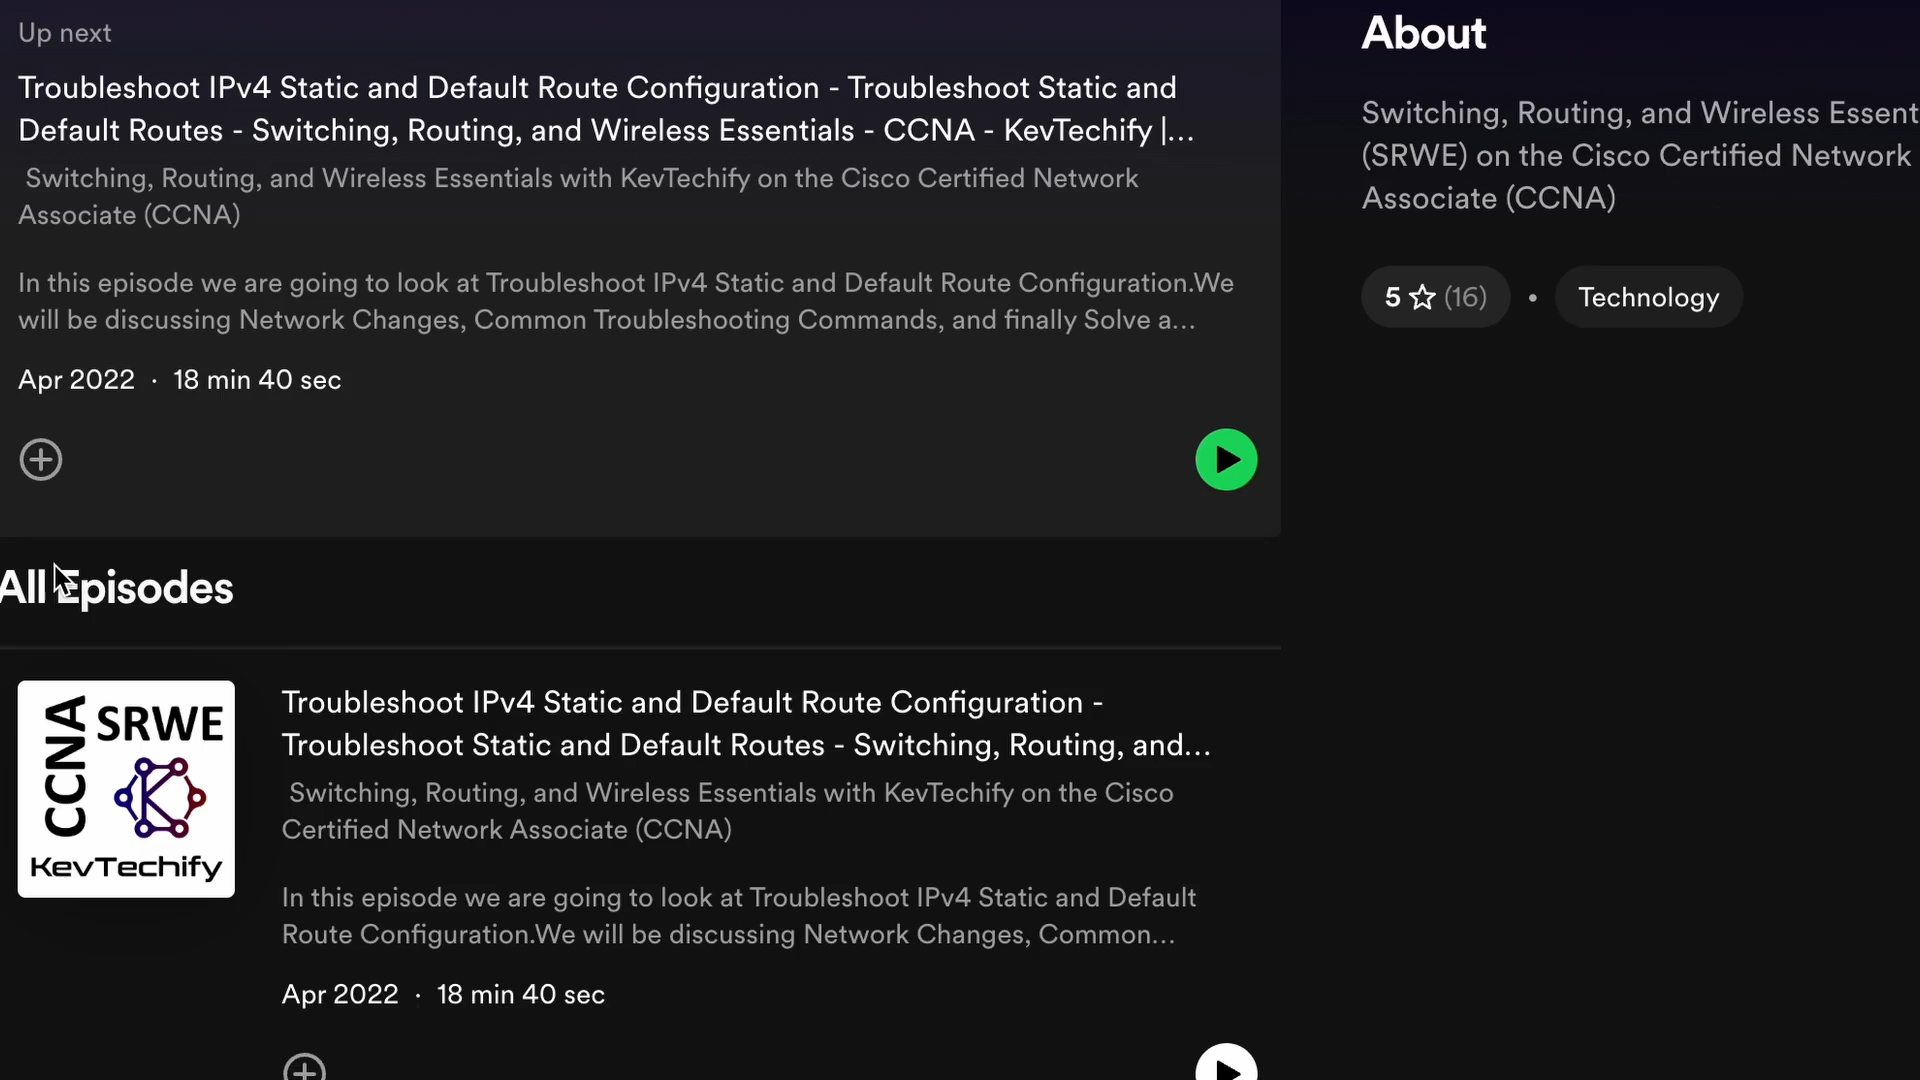 Up next
Troubleshoot IPv4 Static and Default Route Configuration - Troubleshoot Static and
Default Routes - Switching, Routing, and Wireless Essentials - CCNA - KevTechify |...
Switching, Routing, and Wireless Essentials with KevTechify on the Cisco Certified Network
Associate (CCNA)
In this episode we are going to look at Troubleshoot IPv4 Static and Default Route Configuration.We
will be discussing Network Changes, Common Troubleshooting Commands, and finally Solve a...
Apr 2022 · 18 min 40 sec
About
Switching, Routing, and Wireless Essent
(SRWE) on the Cisco Certified Network
Associate (CCNA)
5 ☆ (16) • Technology
All Episodes
CCNA
SRWE
KevTechify
Troubleshoot IPv4 Static and Default Route Configuration -
Troubleshoot Static and Default Routes - Switching, Routing, and...
Switching, Routing, and Wireless Essentials with KevTechify on the Cisco
Certified Network Associate (CCNA)
In this episode we are going to look at Troubleshoot IPv4 Static and Default
Route Configuration.We will be discussing Network Changes, Common...
Apr 2022 · 18 min 40 sec